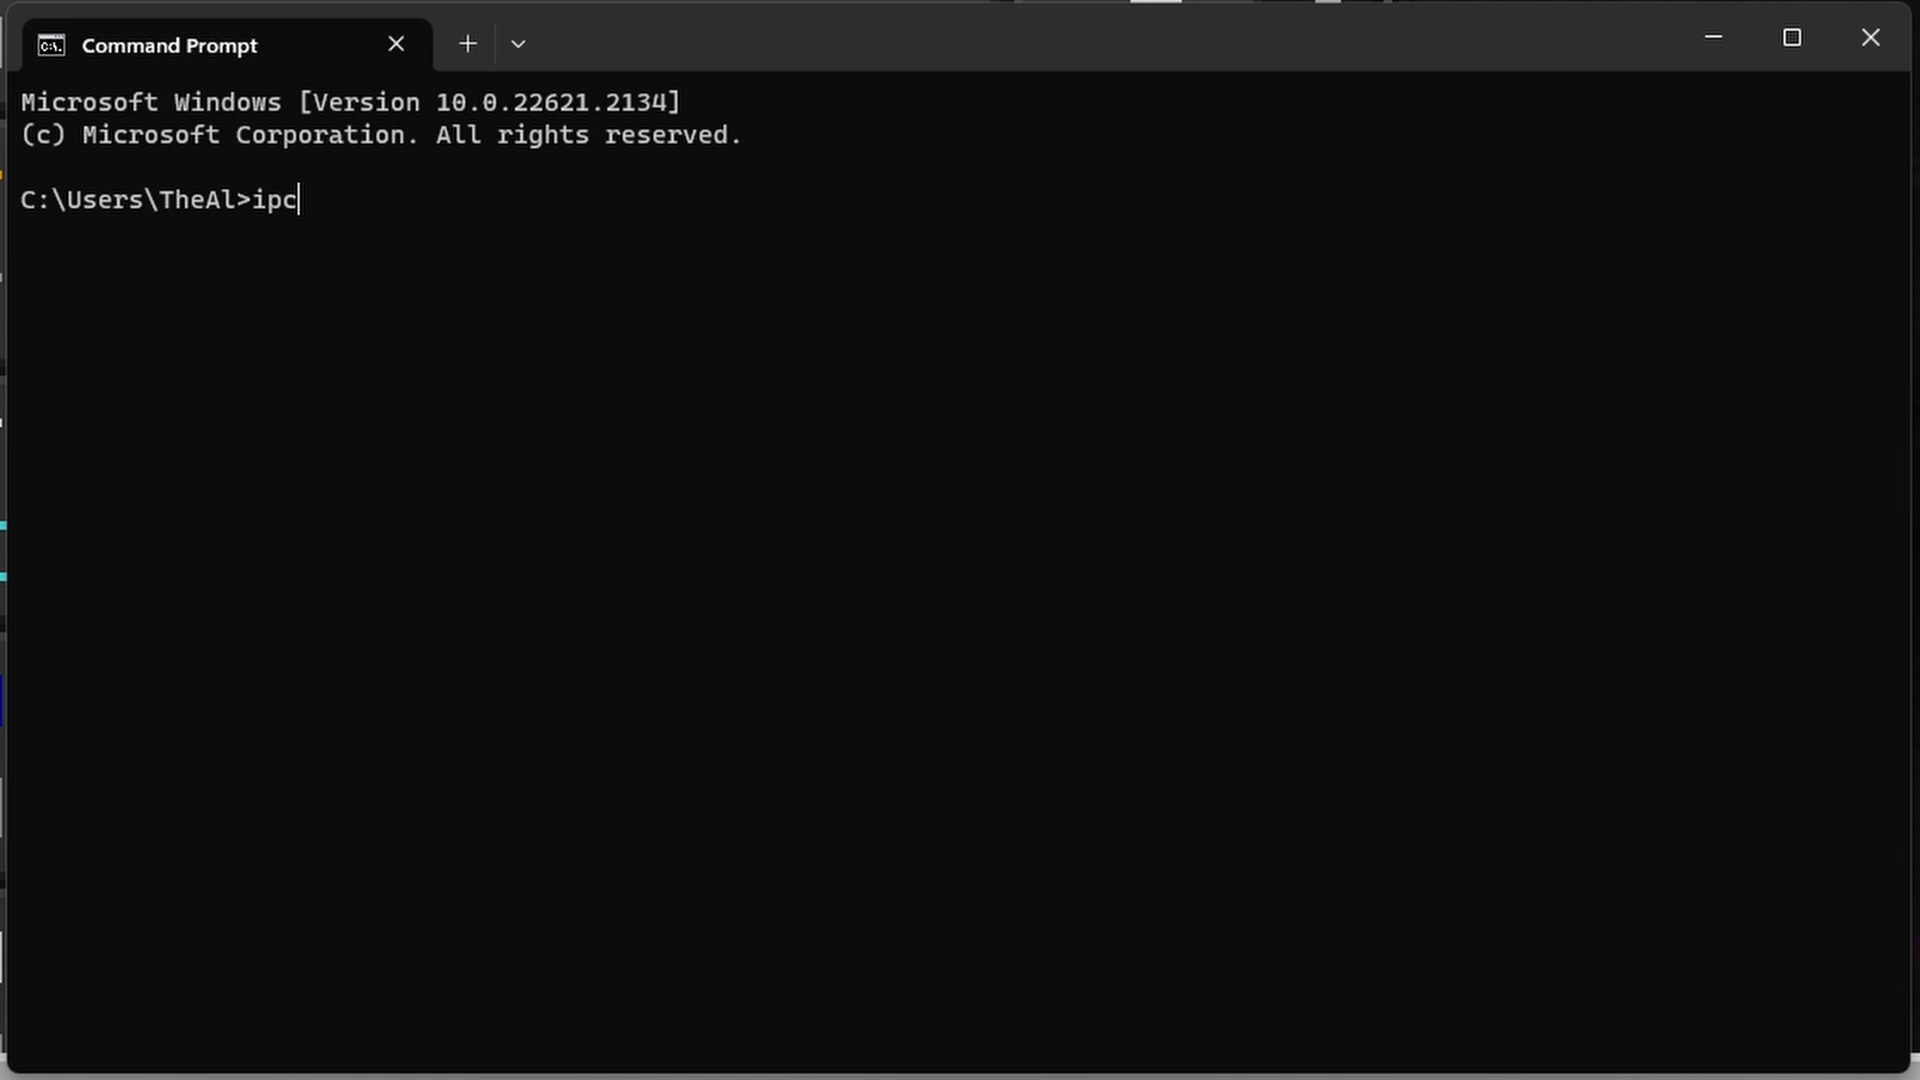 Command Prompt
Microsoft Windows [Version 10.0.22621.2134]
(c) Microsoft Corporation. All rights reserved.
C:\Users\TheAl>ipc